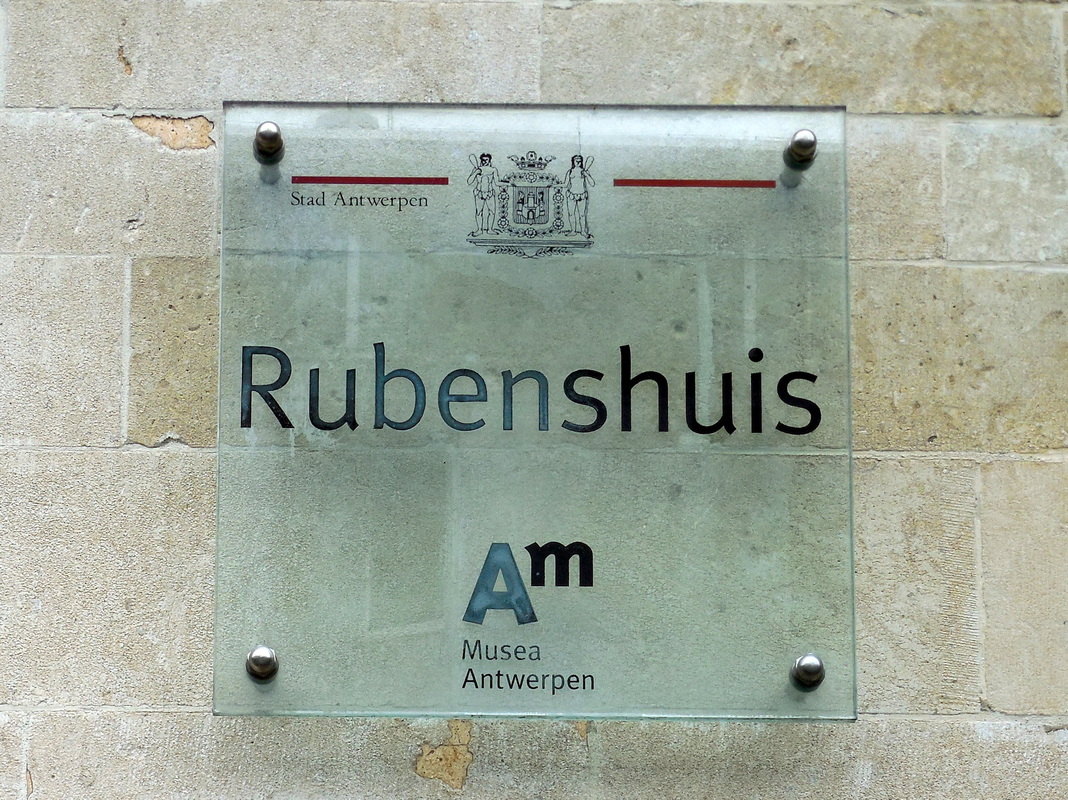 Stad Antwerpen
Rubenshuis
Am
Musea
Antwerpen